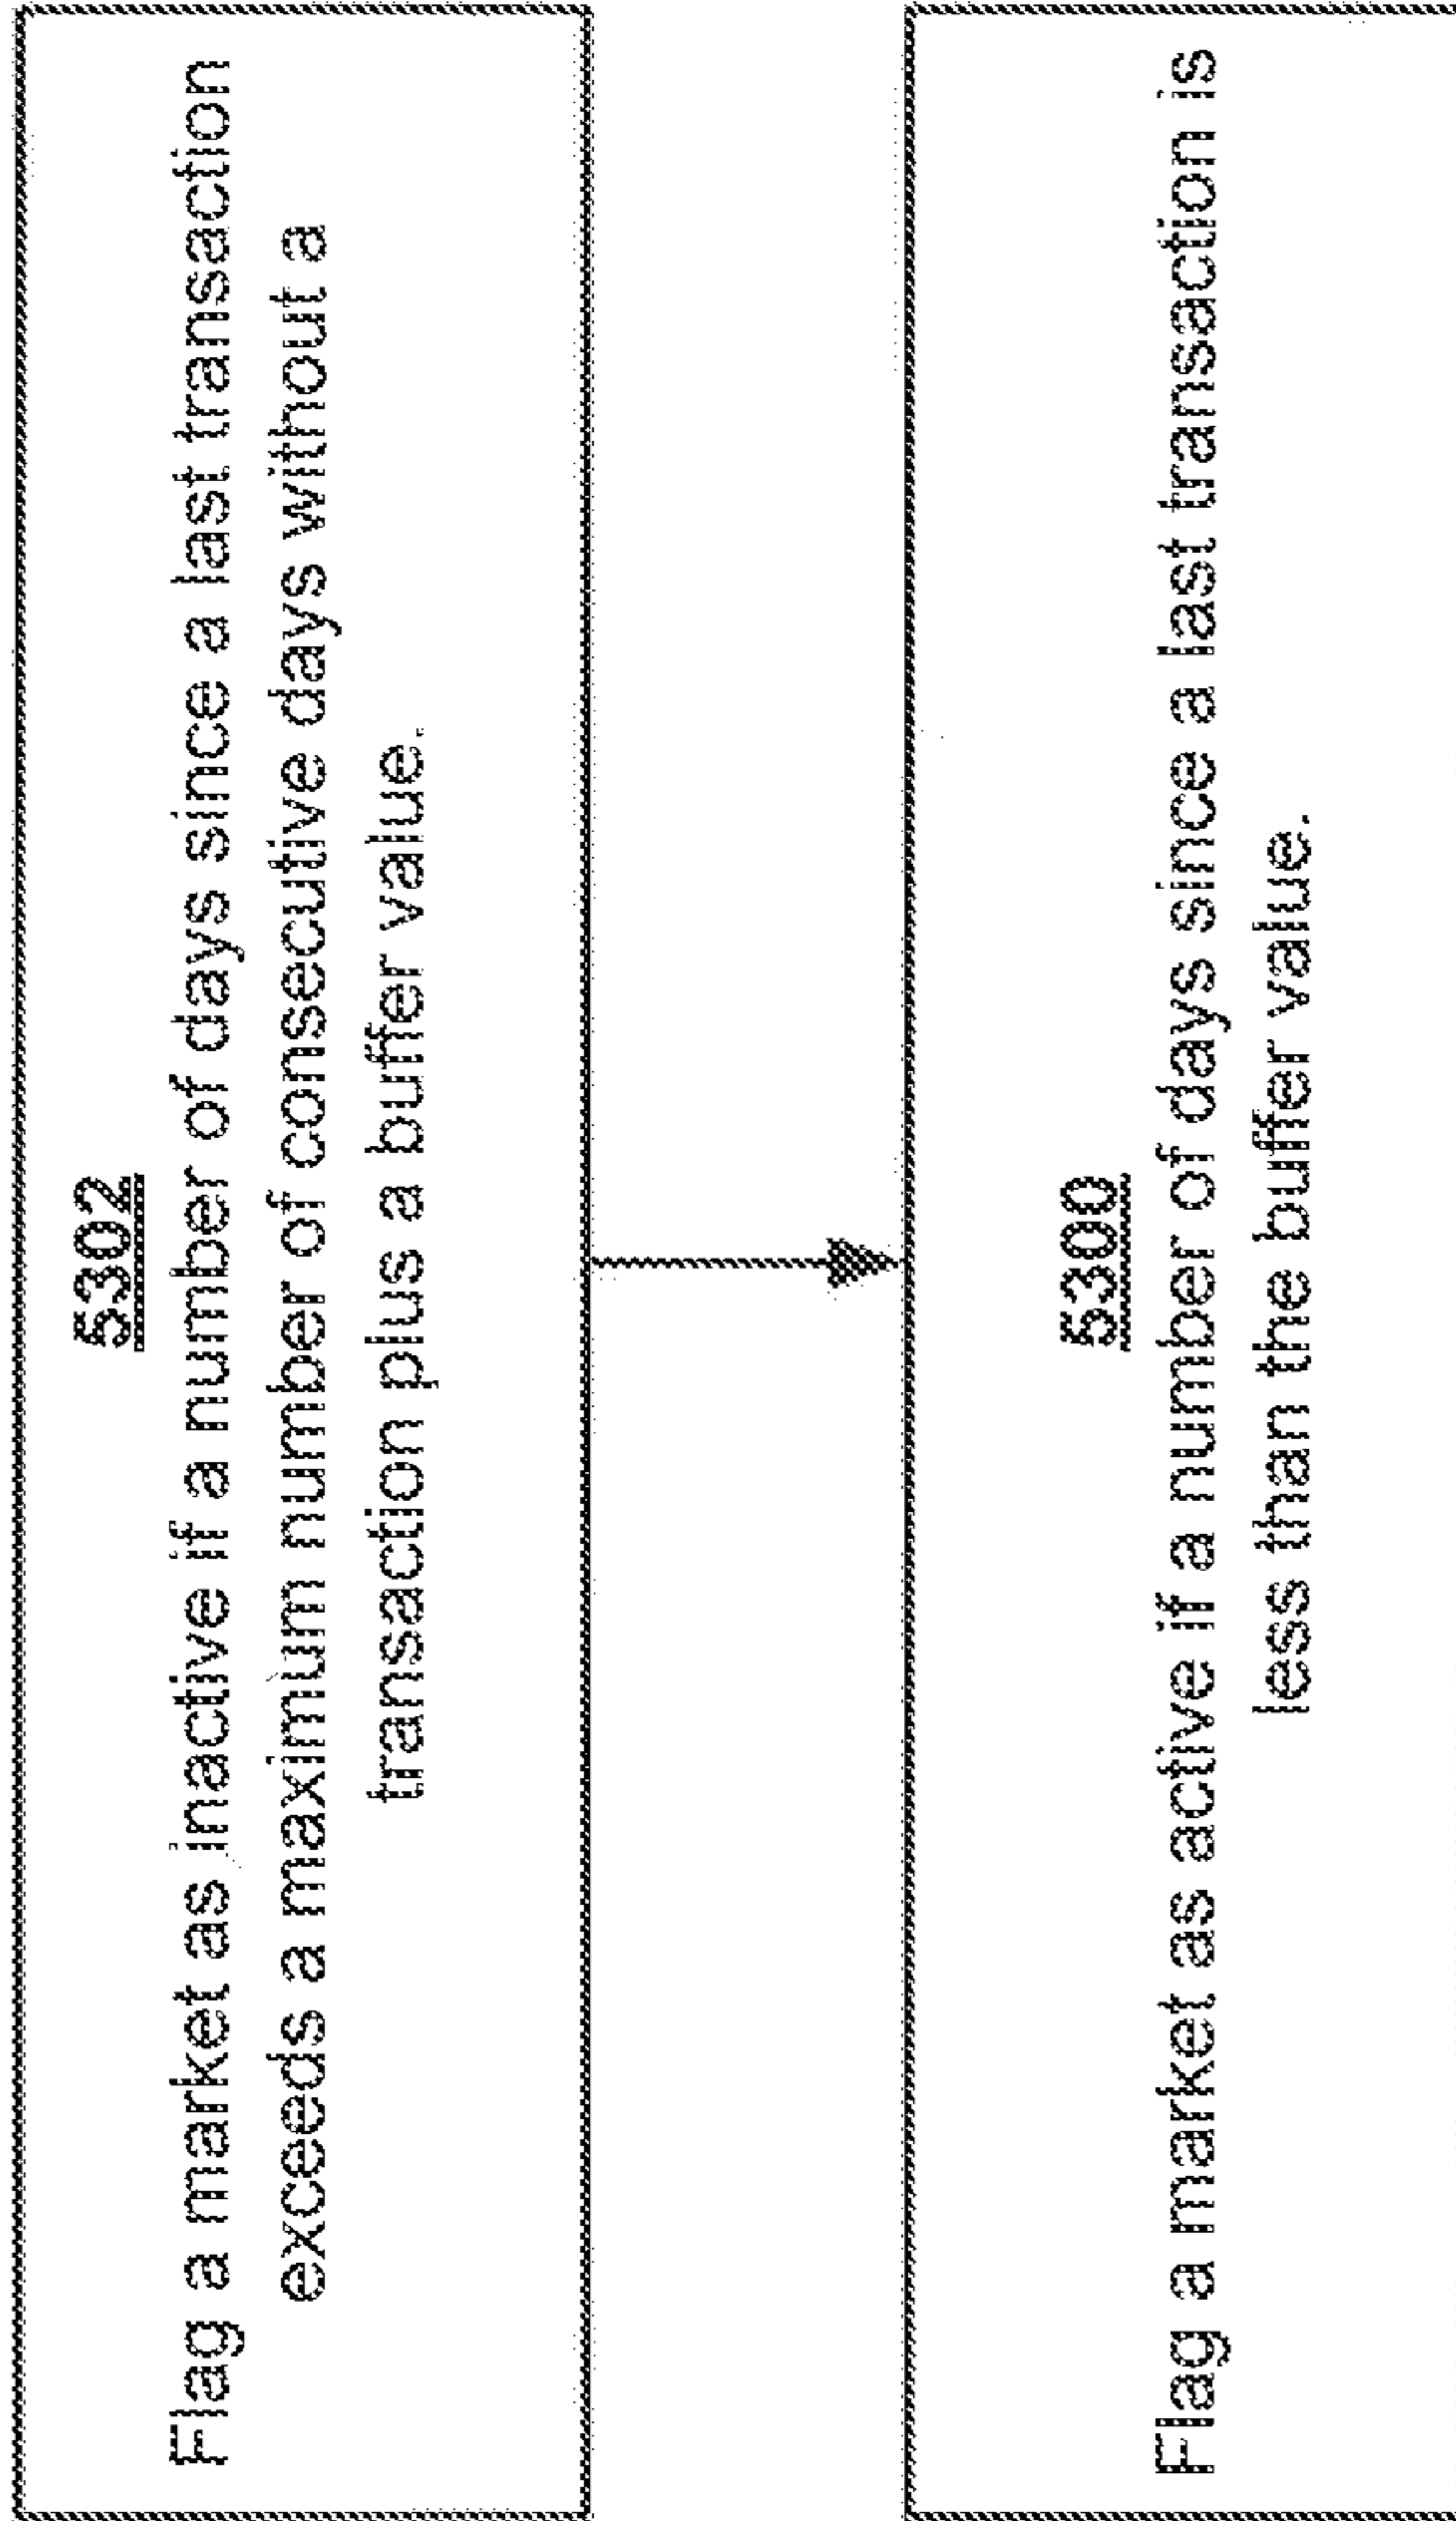 5302
Flag a market as inactive if a number of days since a last transaction
exceeds a maximum number of consecutive days without a
transaction plus a buffer value.
5300
Flag a market as active if a number of days since a last transaction is
less than the buffer value.